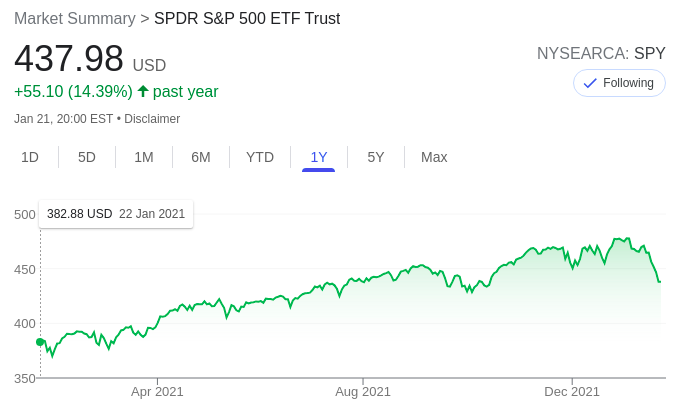 Market Summary > SPDR S&P 500 ETF Trust
437.98 USD
NYSEARCA: SPY
+55.10 (14.39%) ↑ past year
Following
Jan 21, 20:00 EST • Disclaimer
1D 5D 1M 6M YTD 1Y 5Y Max
382.88 USD 22 Jan 2021
500
450
400
350
Apr 2021 Aug 2021 Dec 2021